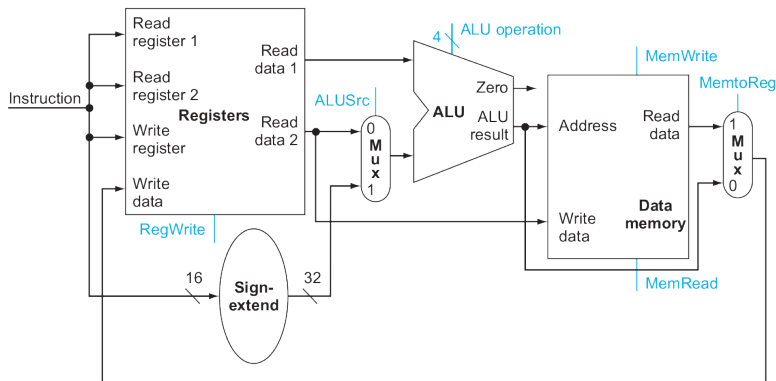 Instruction
Read
register 1
Read
register 2
Write
register
Write
data
Registers
Read
data 1
Read
data 2
RegWrite
16
Sign-
extend
32
ALUSrc
0
M
u
x
1
4
ALU operation
ALU
Zero
ALU
result
MemWrite
Address
Read
data
Write
data
Data
memory
MemRead
MemtoReg
1
M
u
x
0